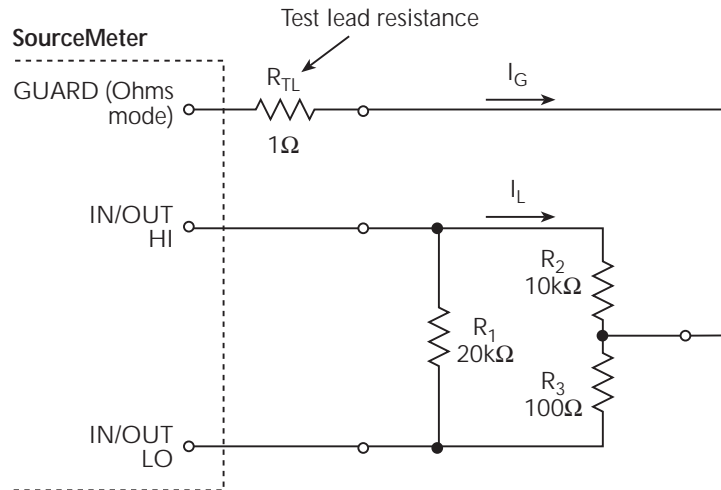 Test lead resistance
SourceMeter
GUARD (Ohms
mode)
R_TL
1Ω
I_G
IN/OUT
HI
I_L
R_2
10kΩ
R_1
20kΩ
R_3
100Ω
IN/OUT
LO